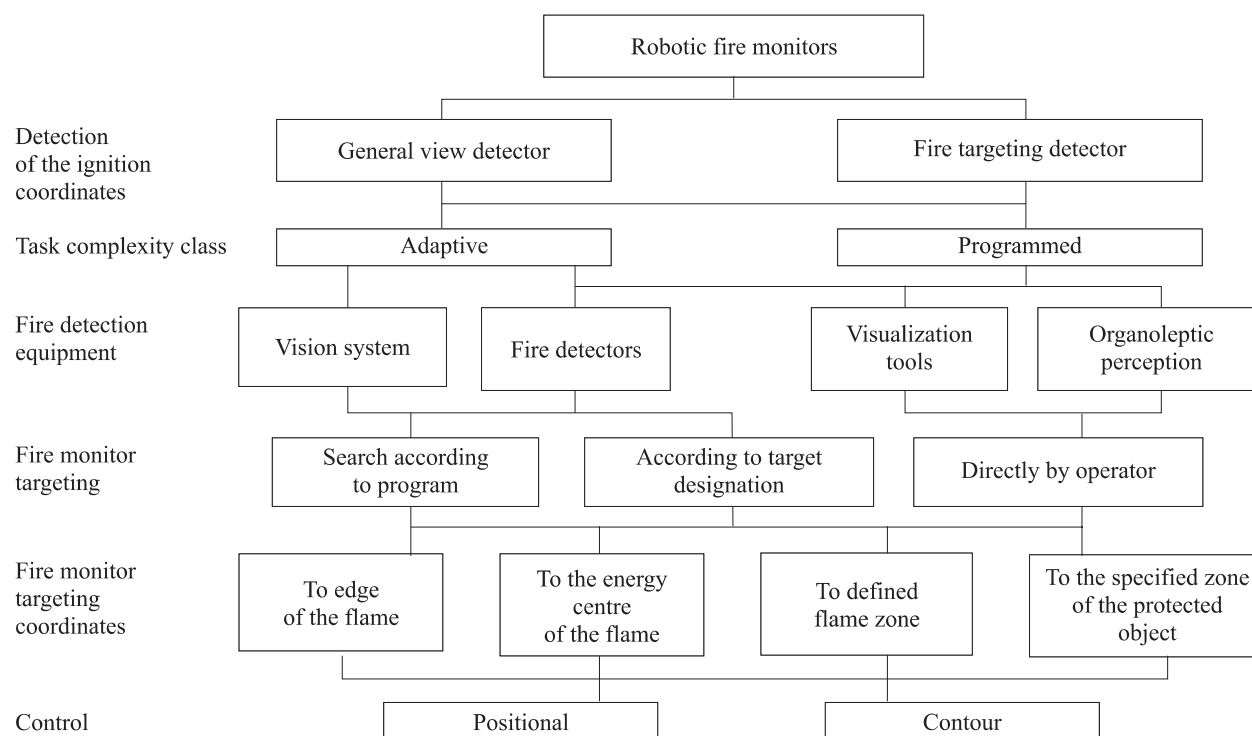 Robotic fire monitors
Detection
of the ignition
coordinates
General view detector
Fire targeting detector
Task complexity class
Adaptive
Programmed
Fire detection
equipment
Vision system
Fire detectors
Visualization
tools
Organoleptic
perception
Fire monitor
targeting
Search according
to program
According to target
designation
Directly by operator
Fire monitor
targeting
coordinates
To edge
of the flame
To the energy
centre
of the flame
To defined
flame zone
To the specified zone
of the protected
object
Control
Positional
Contour